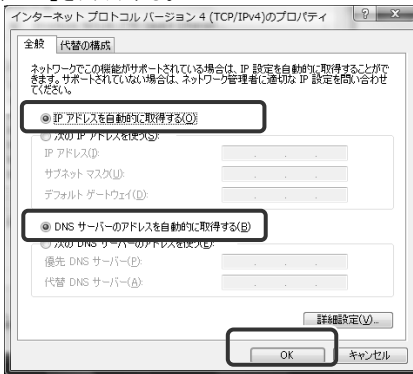 インターネット プロトコル バージョン 4 (TCP/IPv4)のプロパティ
全般 代替の構成
ネットワークでこの機能がサポートされている場合は、IP 設定を自動的に取得することがで
きます。サポートされていない場合は、ネットワーク管理者に適切な IP 設定を問い合わせ
てください。
IP アドレスを自動的に取得する(O)
次の IP アドレスを使う(S):
IP アドレス(I):
サブネット マスク(U):
デフォルト ゲートウェイ(D):
DNS サーバーのアドレスを自動的に取得する(B)
次の DNS サーバーのアドレスを使う(E):
優先 DNS サーバー(P):
代替 DNS サーバー(A):
詳細設定(V)...
OK キャンセル